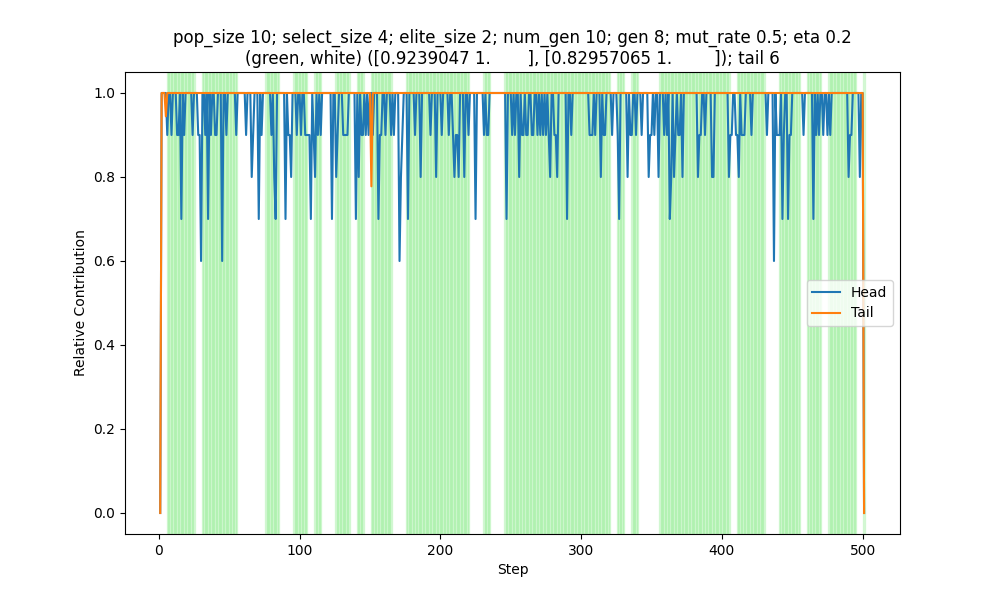 pop_size 10; select_size 4; elite_size 2; num_gen 10; gen 8; mut_rate 0.5; eta 0.2
(green, white) ([0.9239047 1.       ], [0.82957065 1.        ]); tail 6
1.0
0.8
0.6
0.4
0.2
0.0
Relative Contribution
Head
Tail
0
100
200
300
400
500
Step